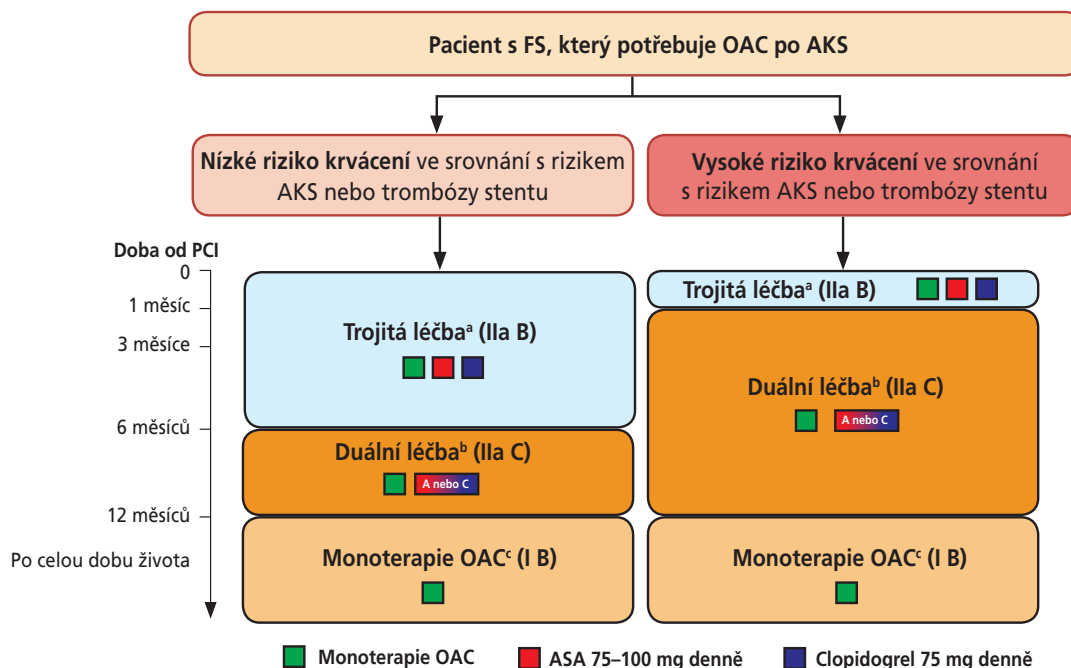 Pacient s FS, který potřebuje OAC po AKS
Nízké riziko krvácení ve srovnání s rizikem
AKS nebo trombózy stentu
Vysoké riziko krvácení ve srovnání
s rizikem AKS nebo trombózy stentu
Doba od PCI
0
1 měsíc
3 měsíce
6 měsíců
12 měsíců
Po celou dobu života
Trojitá léčbaᵃ (IIa B)
Duální léčbaᵇ (IIa C)
A nebo C
Monoterapie OACᶜ (I B)
Trojitá léčbaᵃ (IIa B)
Duální léčbaᵇ (IIa C)
A nebo C
Monoterapie OACᶜ (I B)
Monoterapie OAC
ASA 75–100 mg denně
Clopidogrel 75 mg denně